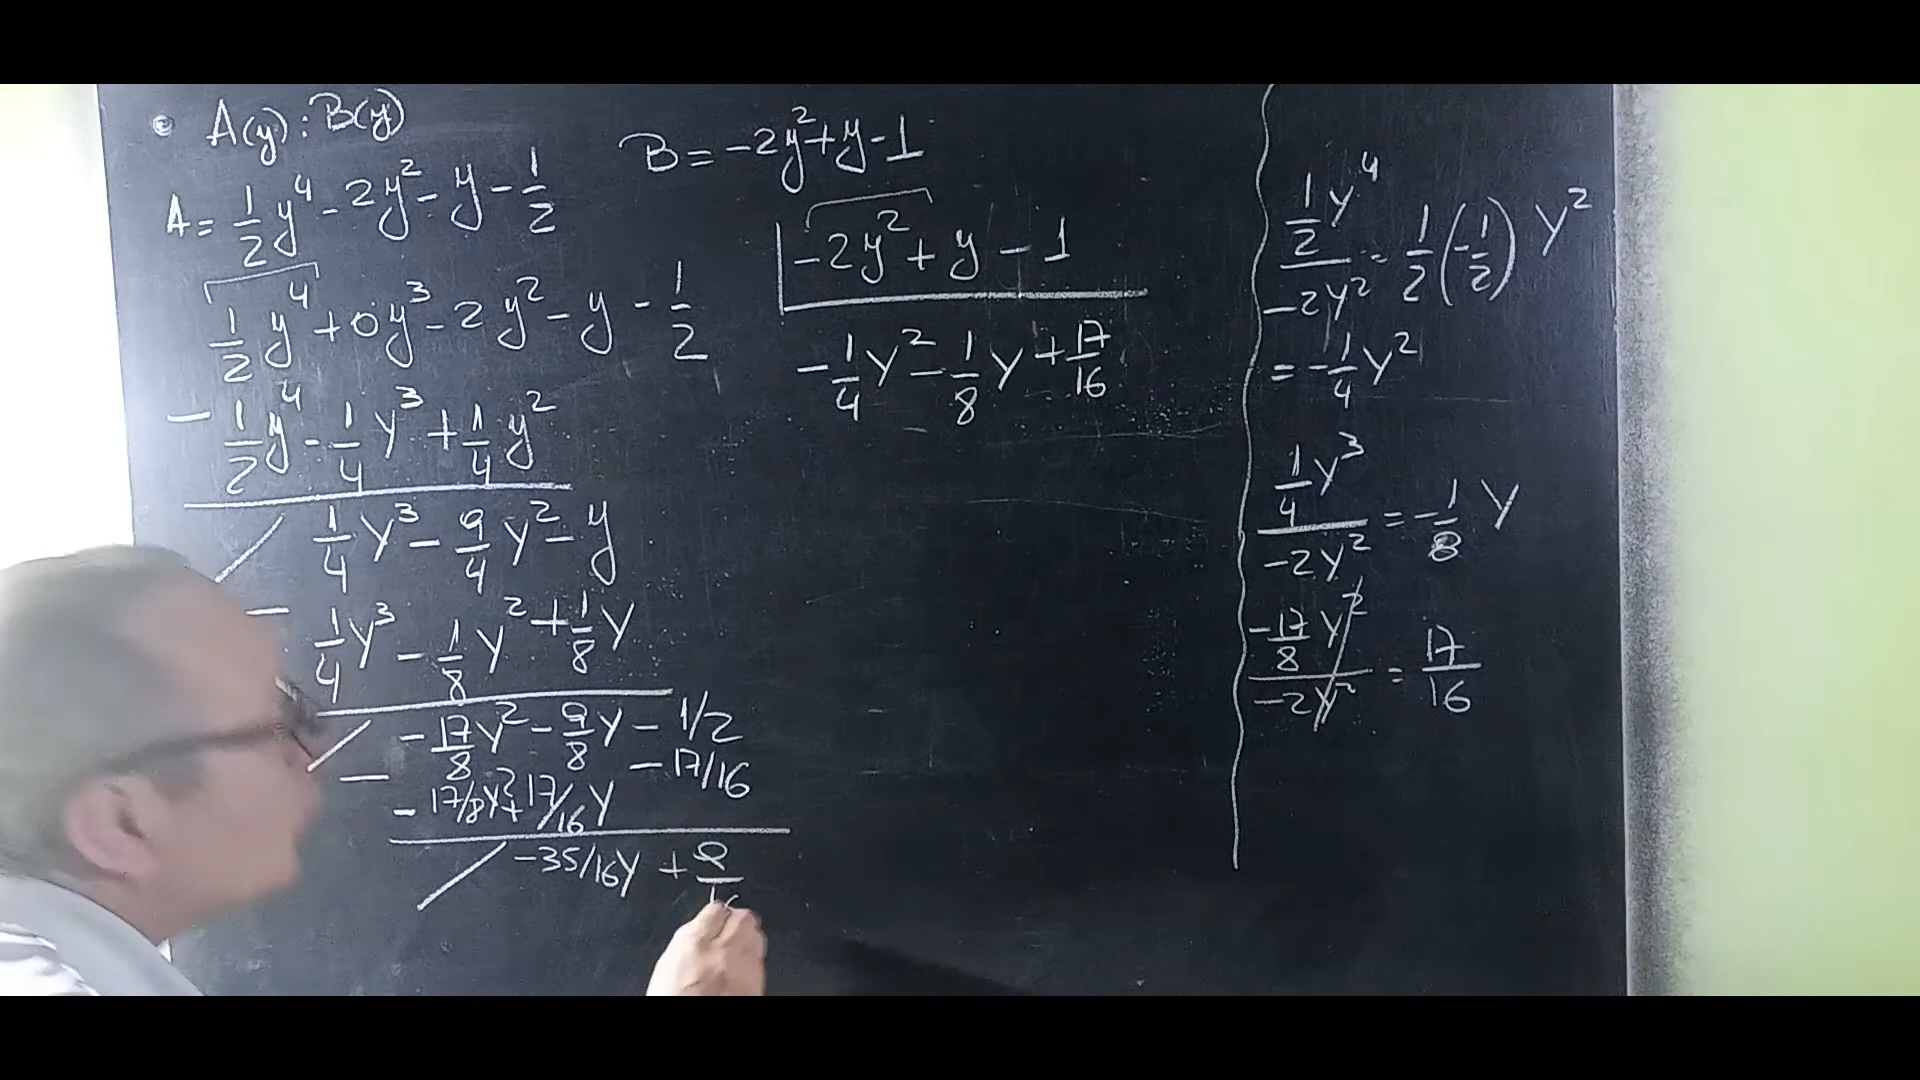 A(y) : B(y)
A = 1/2 y⁴ - 2y² - y - 1/2
B = -2y² + y - 1
1/2 y⁴ + 0y³ - 2y² - y - 1/2
-2y² + y - 1
- 1/2 y⁴ - 1/4 y³ + 1/4 y²
-1/4 y² - 1/8 y + 17/16
1/4 y³ - 9/4 y² - y
- 1/4 y³ - 1/8 y² + 1/8 y
- 17/8 y² - 9/8 y - 1/2
- - 17/8 y² + 17/16 y - 17/16
- 35/16 y + 9/16
1/2 y⁴ / -2y² = 1/2 (-1/2) y²
= -1/4 y²
1/4 y³ / -2y² = -1/8 y
-17/8 y² / -2y² = 17/16